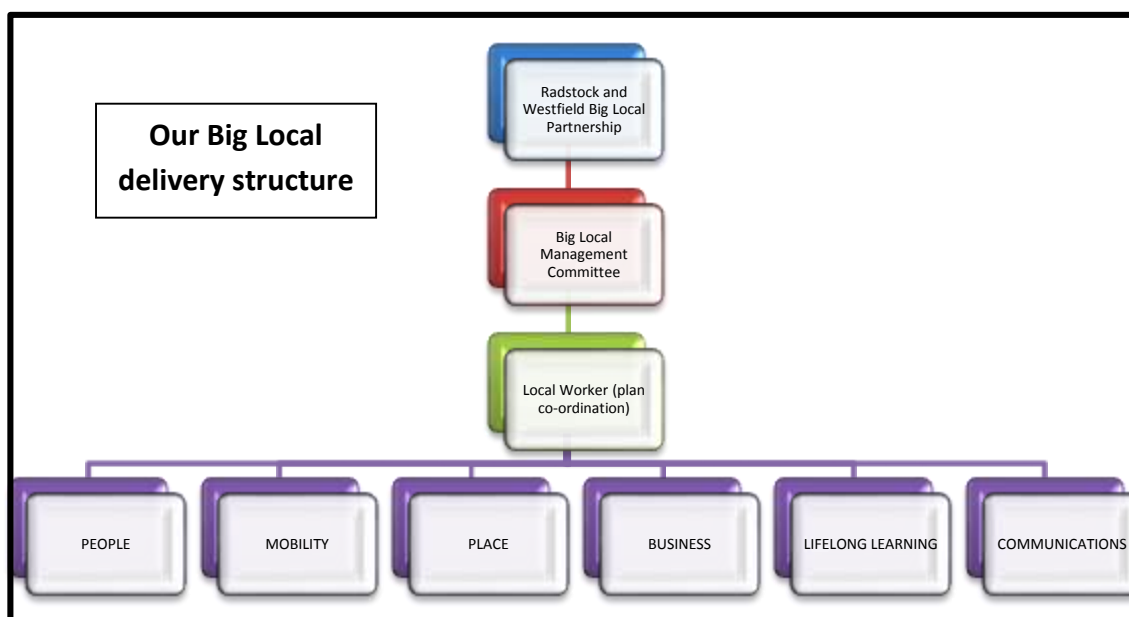 Our Big Local
delivery structure
Radstock and
Westfield Big Local
Partnership
Big Local
Management
Committee
Local Worker (plan
co-ordination)
PEOPLE
MOBILITY
PLACE
BUSINESS
LIFELONG LEARNING
COMMUNICATIONS